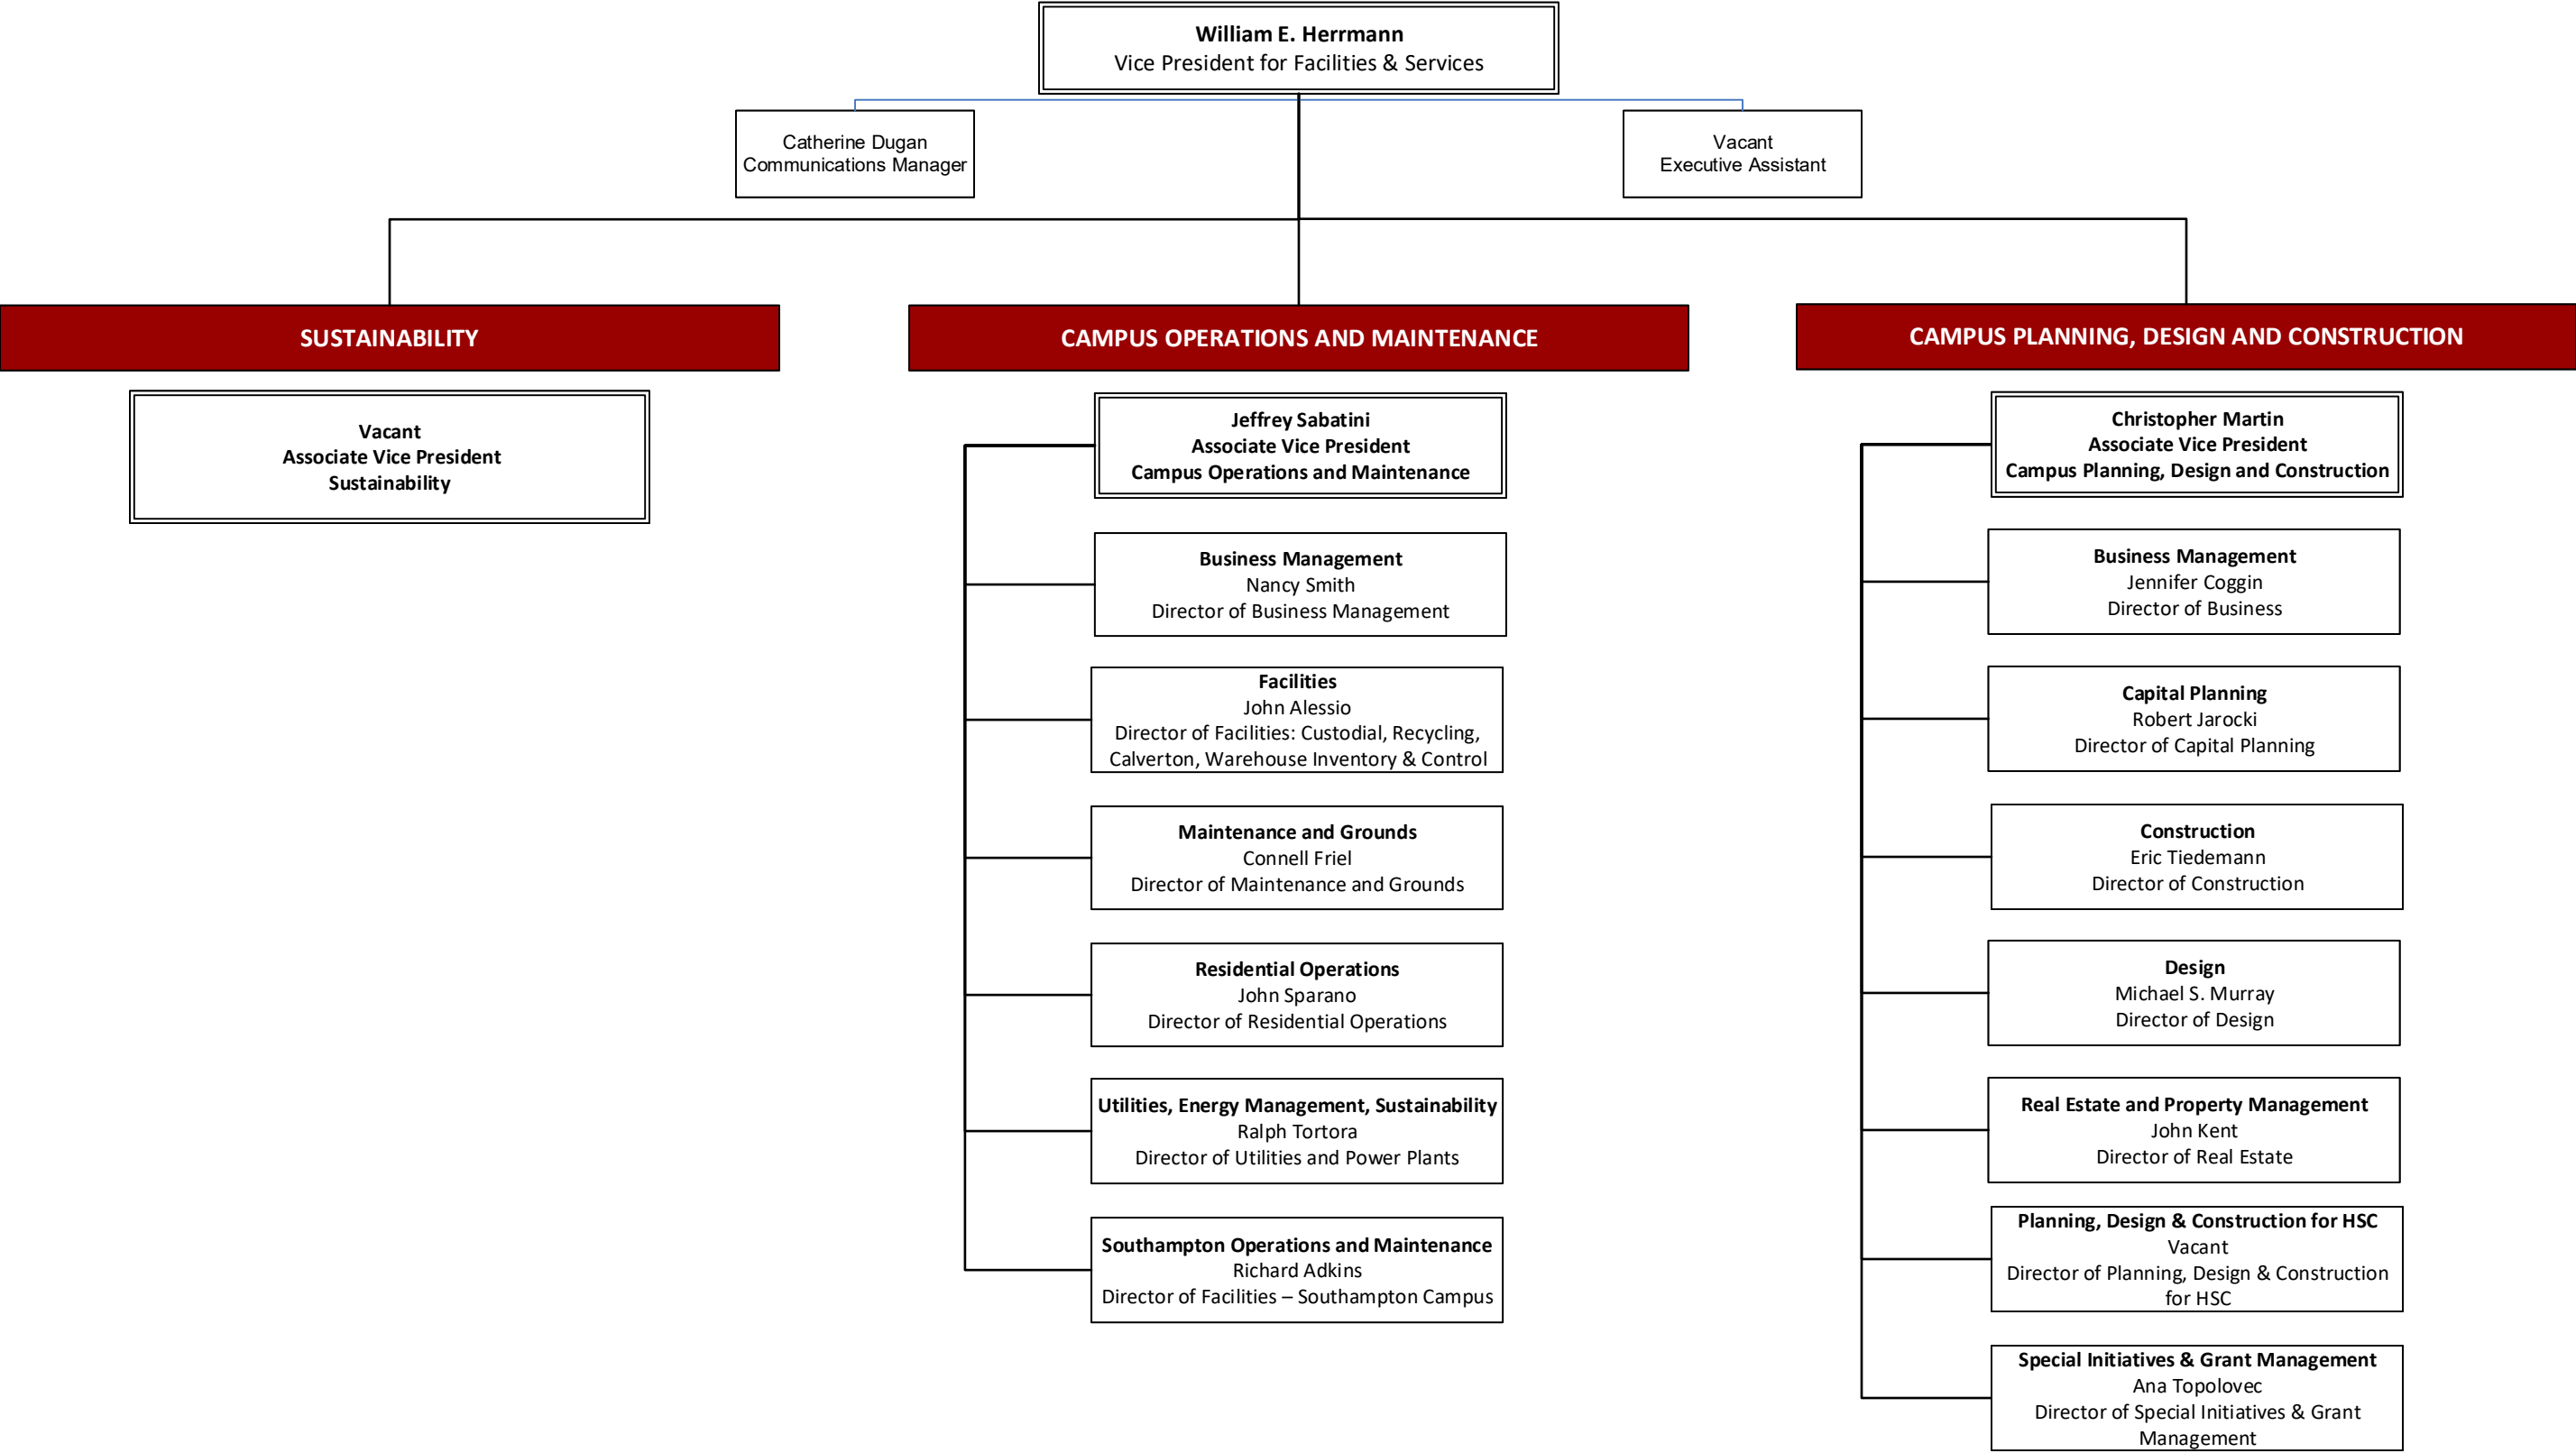 William E. Herrmann
Vice President for Facilities & Services
Catherine Dugan
Communications Manager
Vacant
Executive Assistant
SUSTAINABILITY
Vacant
Associate Vice President
Sustainability
CAMPUS OPERATIONS AND MAINTENANCE
Jeffrey Sabatini
Associate Vice President
Campus Operations and Maintenance
Business Management
Nancy Smith
Director of Business Management
Facilities
John Alessio
Director of Facilities: Custodial, Recycling,
Calverton, Warehouse Inventory & Control
Maintenance and Grounds
Connell Friel
Director of Maintenance and Grounds
Residential Operations
John Sparano
Director of Residential Operations
Utilities, Energy Management, Sustainability
Ralph Tortora
Director of Utilities and Power Plants
Southampton Operations and Maintenance
Richard Adkins
Director of Facilities – Southampton Campus
CAMPUS PLANNING, DESIGN AND CONSTRUCTION
Christopher Martin
Associate Vice President
Campus Planning, Design and Construction
Business Management
Jennifer Coggin
Director of Business
Capital Planning
Robert Jarocki
Director of Capital Planning
Construction
Eric Tiedemann
Director of Construction
Design
Michael S. Murray
Director of Design
Real Estate and Property Management
John Kent
Director of Real Estate
Planning, Design & Construction for HSC
Vacant
Director of Planning, Design & Construction
for HSC
Special Initiatives & Grant Management
Ana Topolovec
Director of Special Initiatives & Grant
Management